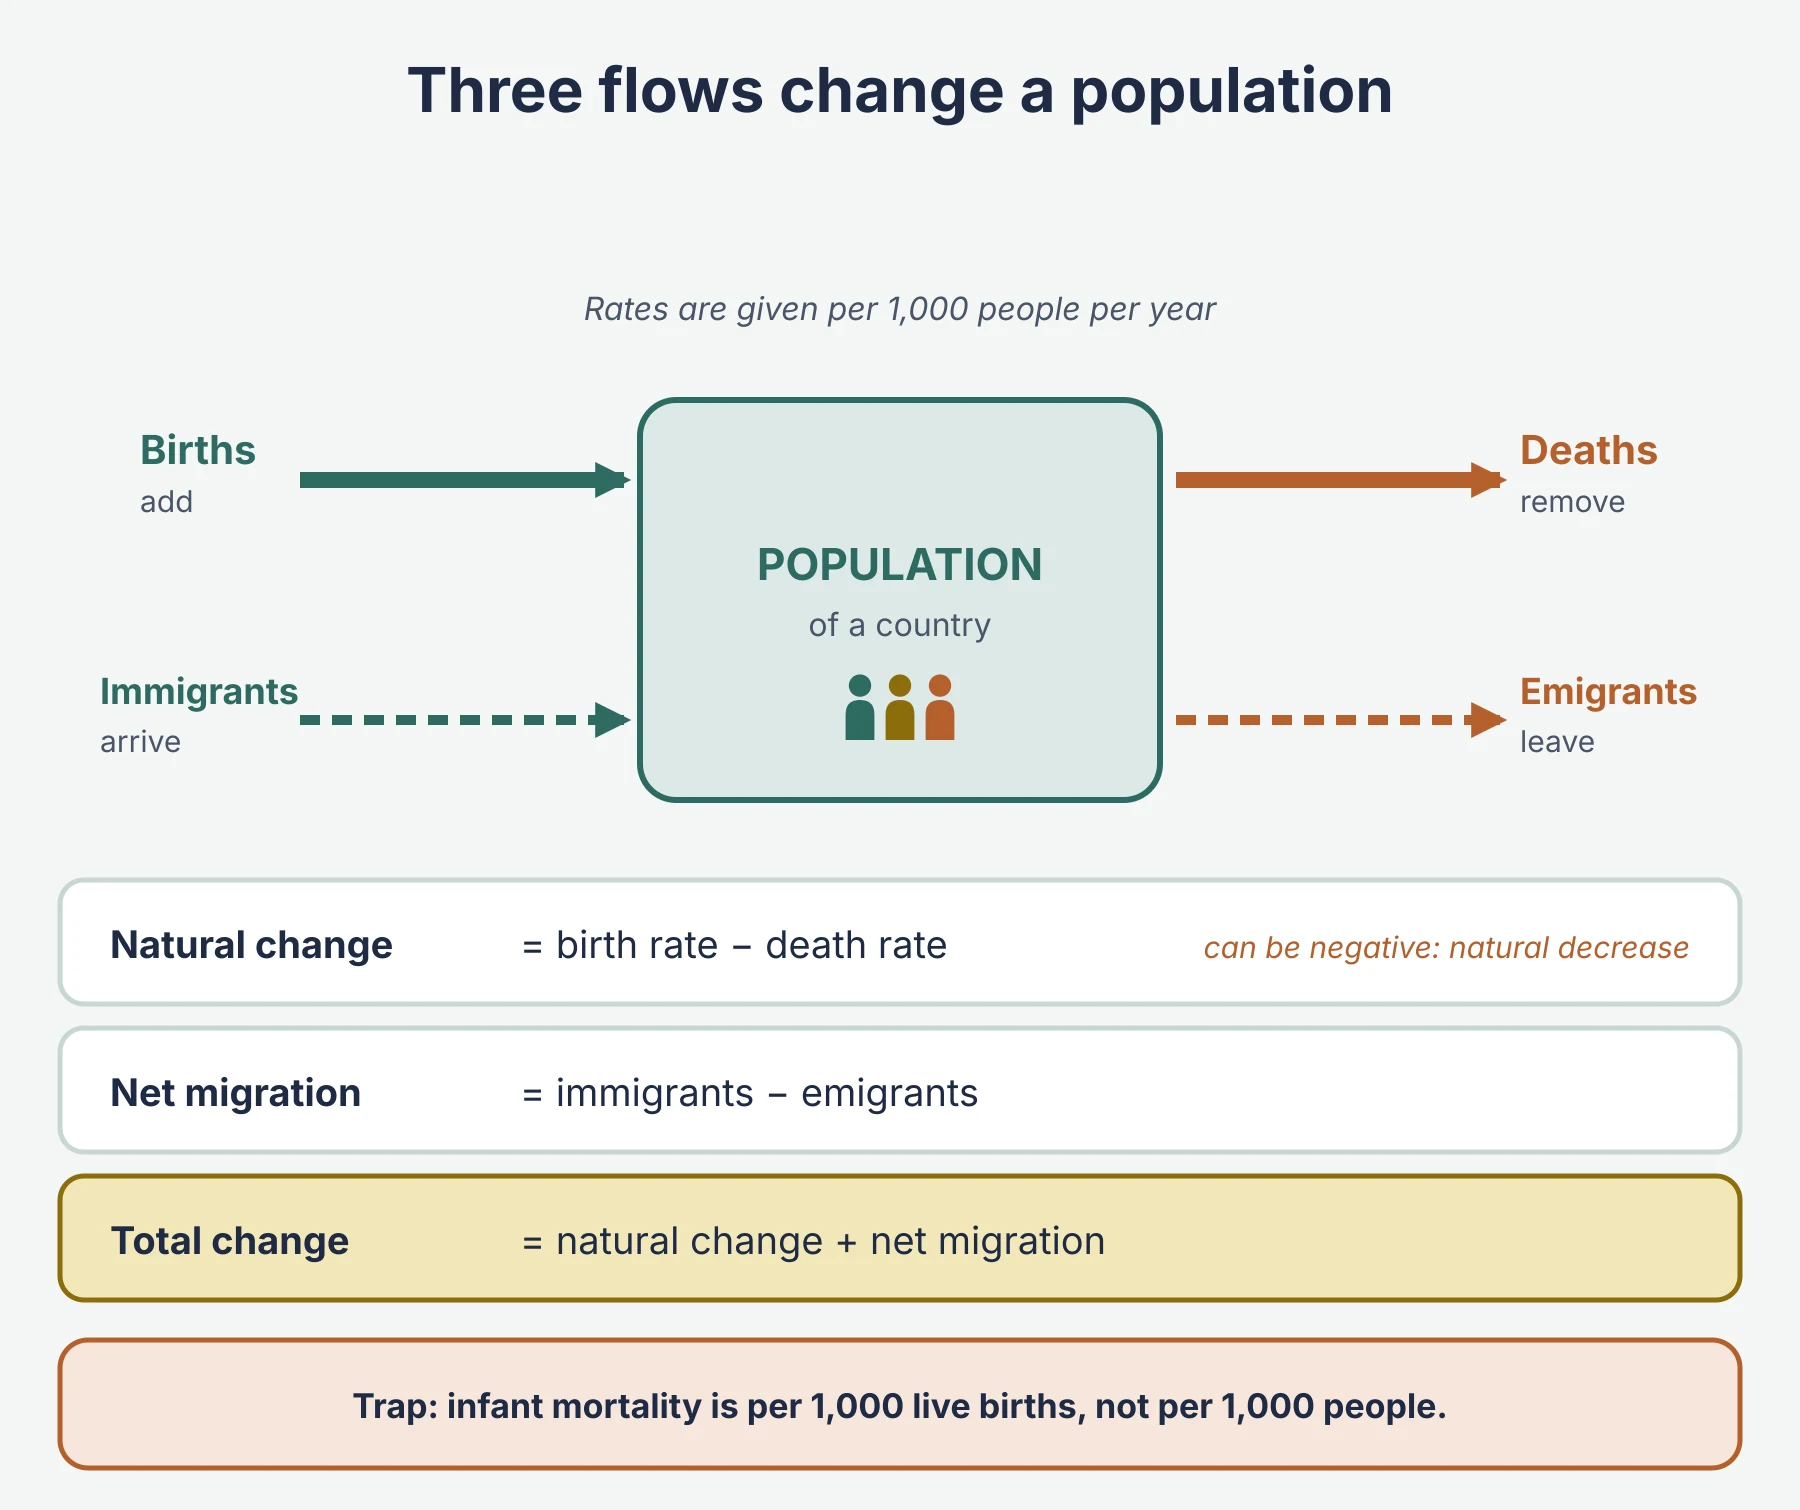 Three flows change a population
Rates are given per 1,000 people per year
Births
add
Deaths
remove
POPULATION
of a country
Immigrants
arrive
Emigrants
leave
Natural change = birth rate − death rate can be negative: natural decrease
Net migration = immigrants − emigrants
Total change = natural change + net migration
Trap: infant mortality is per 1,000 live births, not per 1,000 people.